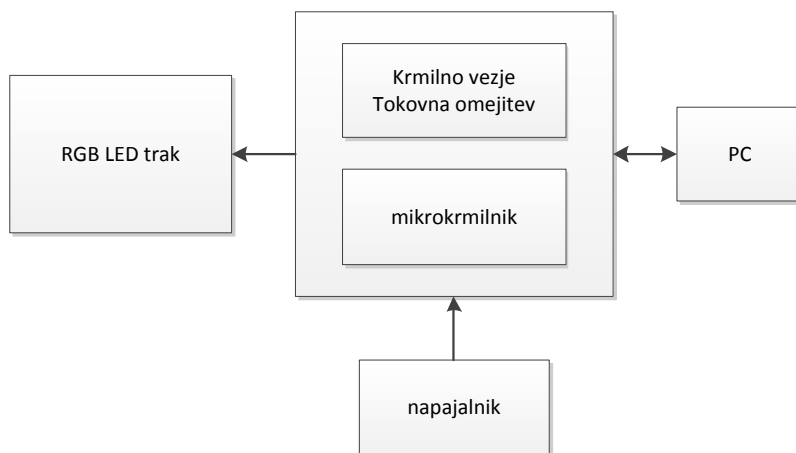 Krmilno vezje
Tokovna omejitev
RGB LED trak
PC
mikrokrmilnik
napajalnik